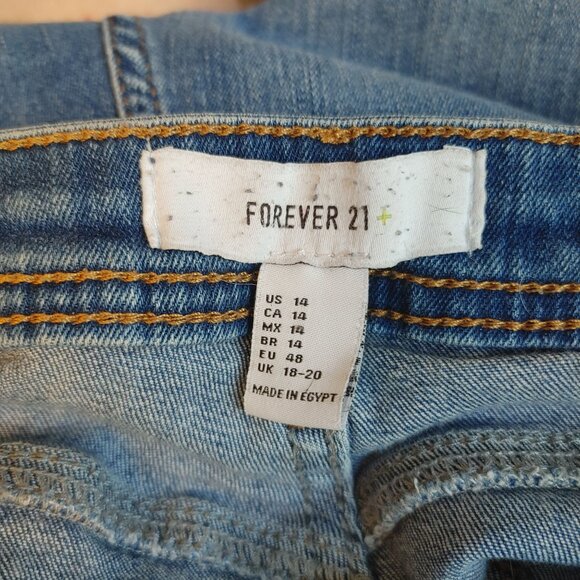 FOREVER 21 +
US 14
CA 14
MX 14
BR 14
EU 48
UK 18-20
MADE IN EGYPT